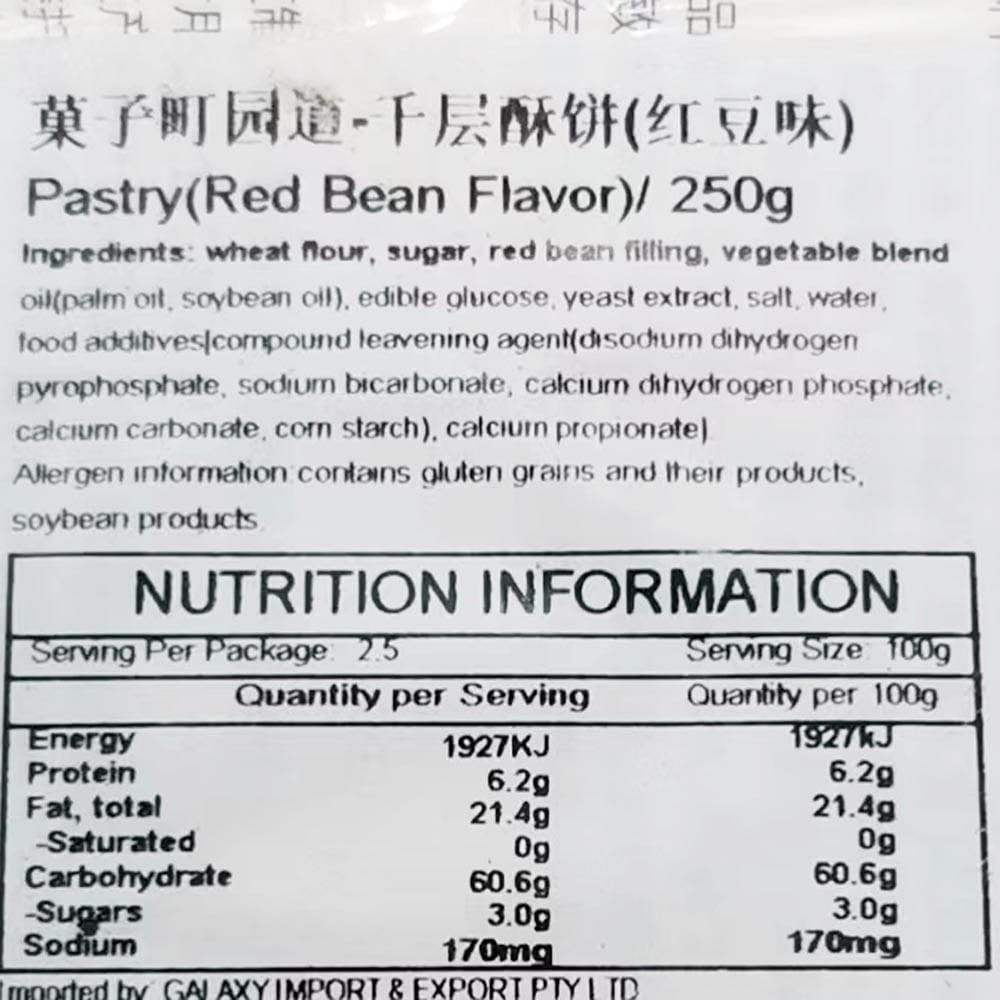 菓子町园道-千层酥饼(红豆味)
Pastry(Red Bean Flavor)/ 250g
Ingredients: wheat flour, sugar, red bean filling, vegetable blend
oil(palm oil, soybean oil), edible glucose, yeast extract, salt, water,
food additives[compound leavening agent(disodium dihydrogen
pyrophosphate, sodium bicarbonate, calcium dihydrogen phosphate,
calcium carbonate, corn starch), calcium propionate]
Allergen information:contains gluten grains and their products,
soybean products.
NUTRITION INFORMATION
Serving Per Package: 2.5 Serving Size: 100g
Quantity per Serving Quantity per 100g
Energy 1927KJ 1927kJ
Protein 6.2g 6.2g
Fat, total 21.4g 21.4g
-Saturated 0g 0g
Carbohydrate 60.6g 60.6g
-Sugars 3.0g 3.0g
Sodium 170mg 170mg
Imported by: GALAXY IMPORT & EXPORT PTY LTD